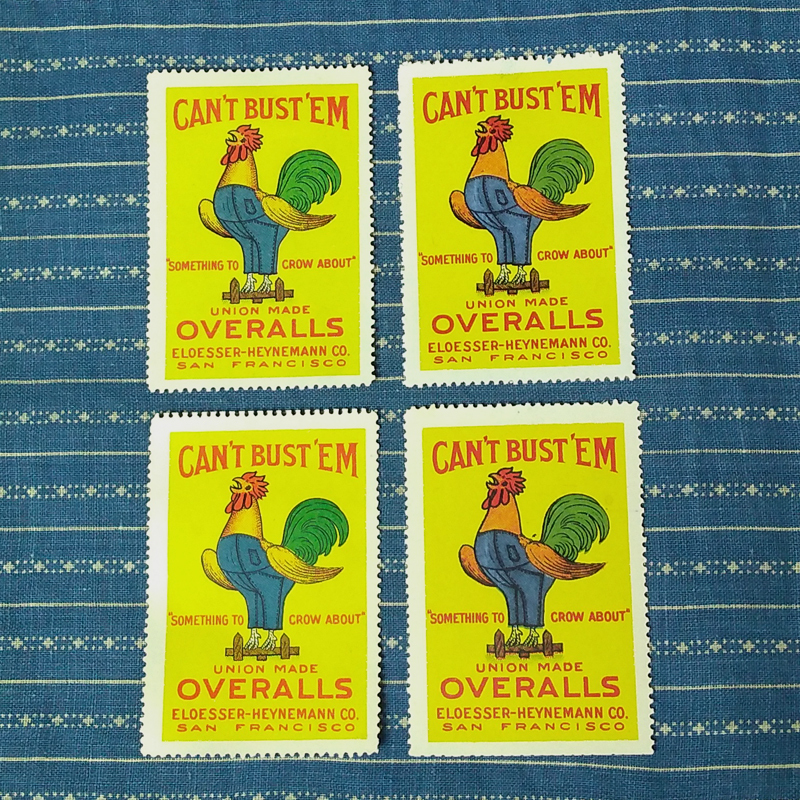 CAN'T BUST 'EM
"SOMETHING TO CROW ABOUT"
UNION MADE
OVERALLS
ELOESSER-HEYNEMANN CO.
SAN FRANCISCO
CAN'T BUST 'EM
"SOMETHING TO CROW ABOUT"
UNION MADE
OVERALLS
ELOESSER-HEYNEMANN CO.
SAN FRANCISCO
CAN'T BUST 'EM
"SOMETHING TO CROW ABOUT"
UNION MADE
OVERALLS
ELOESSER-HEYNEMANN CO.
SAN FRANCISCO
CAN'T BUST 'EM
"SOMETHING TO CROW ABOUT"
UNION MADE
OVERALLS
ELOESSER-HEYNEMANN CO.
SAN FRANCISCO